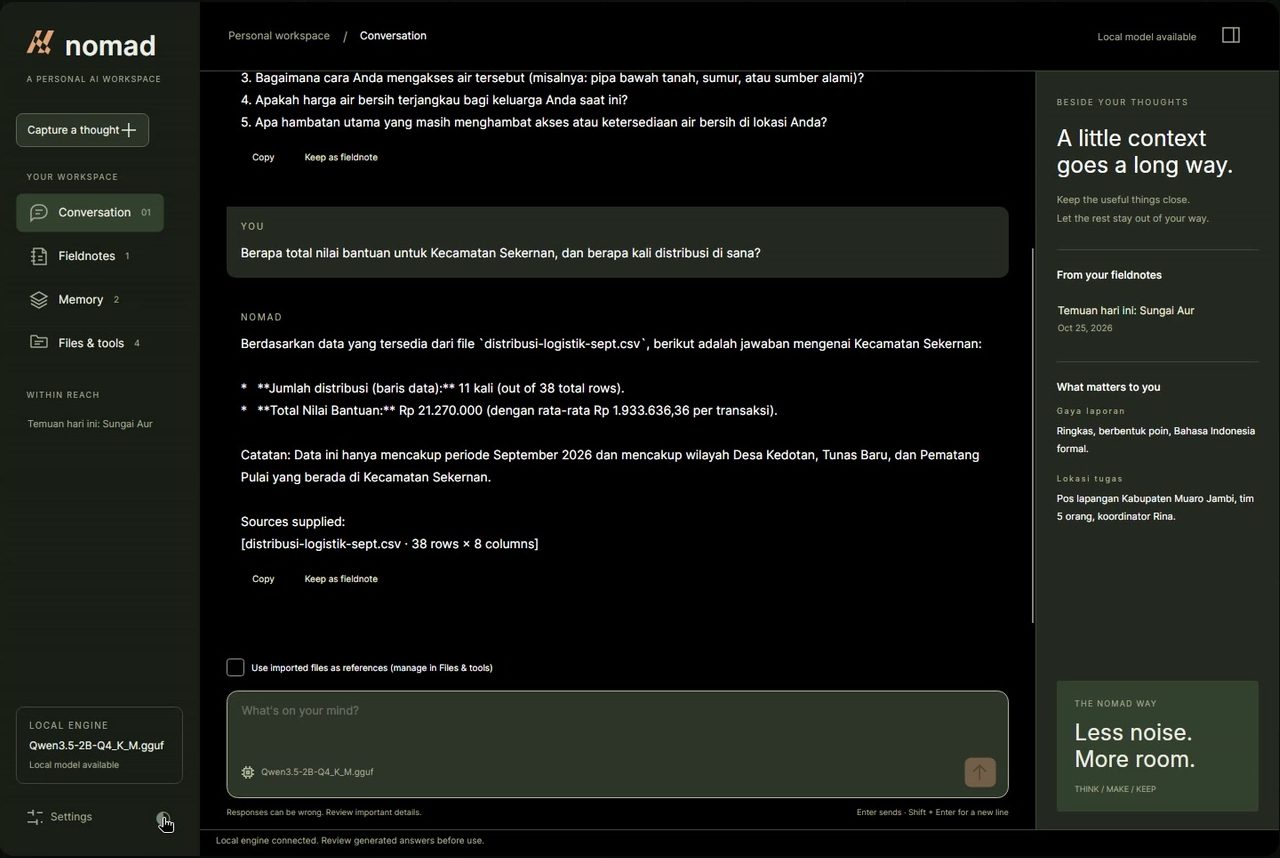 nomad
A PERSONAL AI WORKSPACE
Capture a thought
YOUR WORKSPACE
Conversation 01
Fieldnotes 1
Memory 2
Files & tools 4
WITHIN REACH
Temuan hari ini: Sungai Aur
LOCAL ENGINE
Qwen3.5-2B-Q4_K_M.gguf
Local model available
Settings
Personal workspace / Conversation
Local model available
3. Bagaimana cara Anda mengakses air tersebut (misalnya: pipa bawah tanah, sumur, atau sumber alami)?
4. Apakah harga air bersih terjangkau bagi keluarga Anda saat ini?
5. Apa hambatan utama yang masih menghambat akses atau ketersediaan air bersih di lokasi Anda?
Copy Keep as fieldnote
YOU
Berapa total nilai bantuan untuk Kecamatan Sekernan, dan berapa kali distribusi di sana?
NOMAD
Berdasarkan data yang tersedia dari file `distribusi-logistik-sept.csv`, berikut adalah jawaban mengenai Kecamatan Sekernan:
* **Jumlah distribusi (baris data):** 11 kali (out of 38 total rows).
* **Total Nilai Bantuan:** Rp 21.270.000 (dengan rata-rata Rp 1.933.636,36 per transaksi).
Catatan: Data ini hanya mencakup periode September 2026 dan mencakup wilayah Desa Kedotan, Tunas Baru, dan Pematang
Pulai yang berada di Kecamatan Sekernan.
Sources supplied:
[distribusi-logistik-sept.csv · 38 rows × 8 columns]
Copy Keep as fieldnote
Use imported files as references (manage in Files & tools)
What's on your mind?
Qwen3.5-2B-Q4_K_M.gguf
Responses can be wrong. Review important details.
Enter sends · Shift + Enter for a new line
Local engine connected. Review generated answers before use.
BESIDE YOUR THOUGHTS
A little context
goes a long way.
Keep the useful things close.
Let the rest stay out of your way.
From your fieldnotes
Temuan hari ini: Sungai Aur
Oct 25, 2026
What matters to you
Gaya laporan
Ringkas, berbentuk poin, Bahasa Indonesia
formal.
Lokasi tugas
Pos lapangan Kabupaten Muaro Jambi, tim
5 orang, koordinator Rina.
THE NOMAD WAY
Less noise.
More room.
THINK / MAKE / KEEP